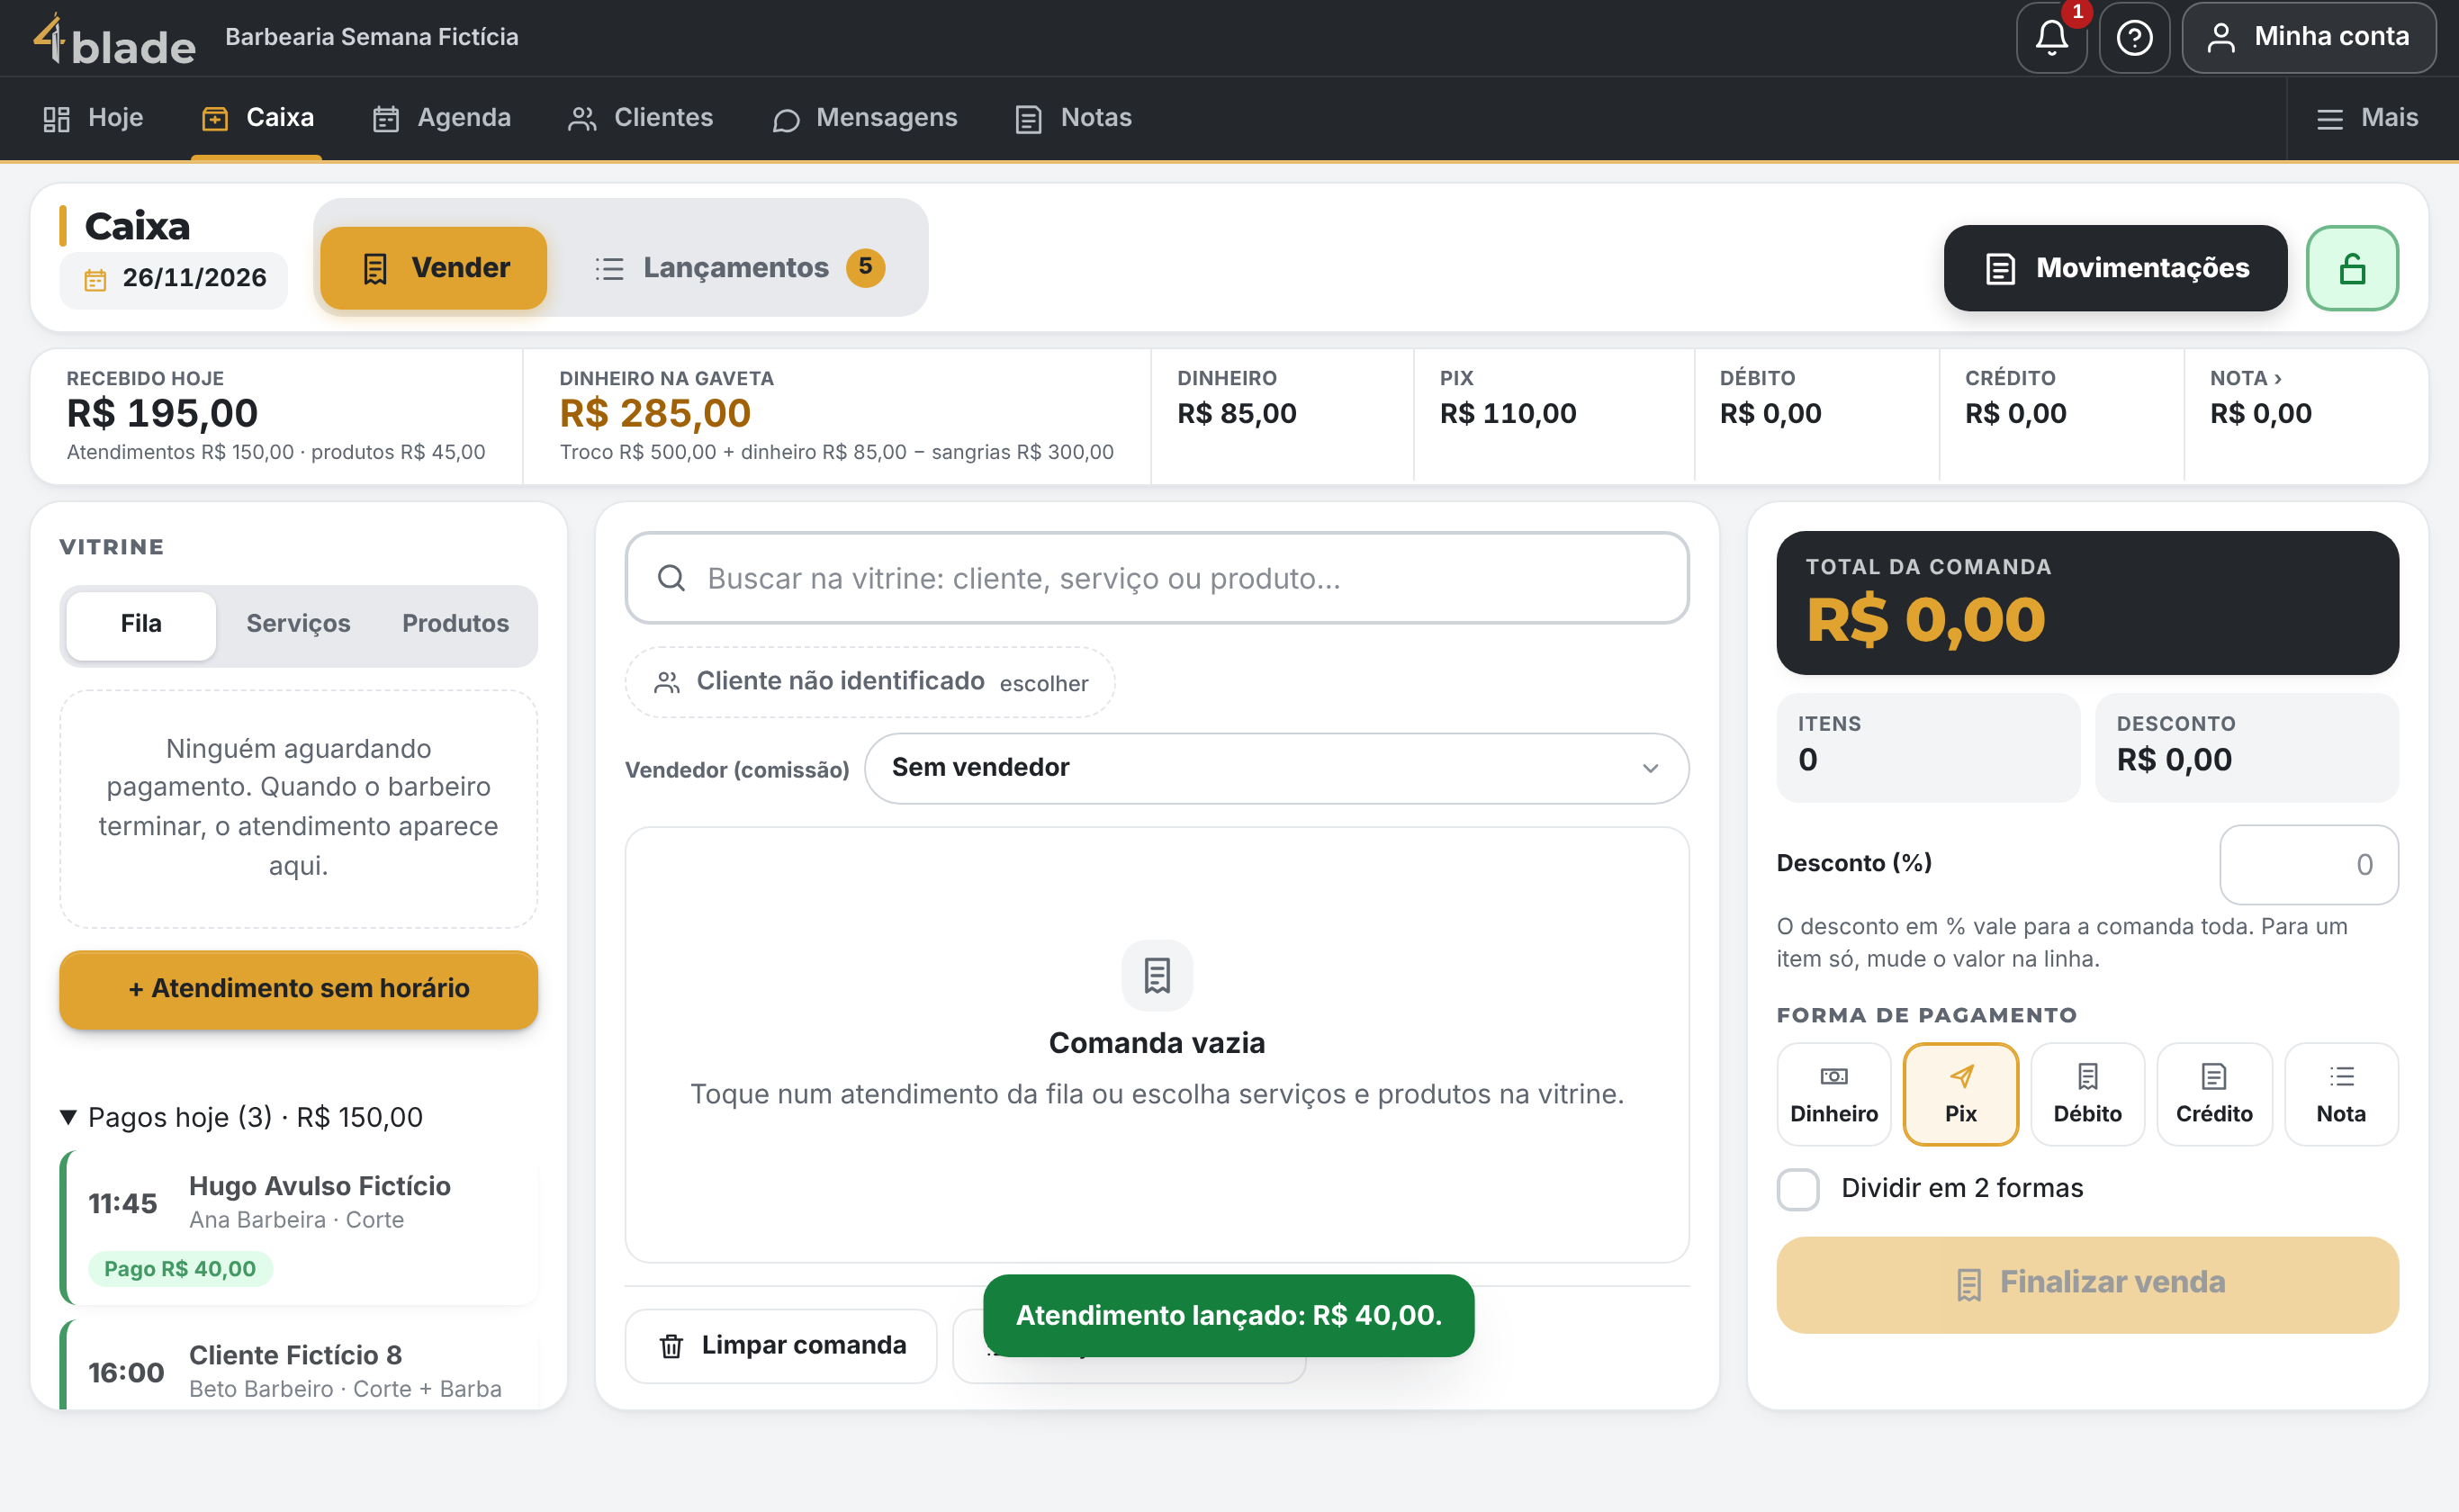 4blade
Barbearia Semana Fictícia
1
Minha conta
Hoje
Caixa
Agenda
Clientes
Mensagens
Notas
Mais
Caixa
26/11/2026
Vender
Lançamentos 5
Movimentações
RECEBIDO HOJE
R$ 195,00
Atendimentos R$ 150,00 · produtos R$ 45,00
DINHEIRO NA GAVETA
R$ 285,00
Troco R$ 500,00 + dinheiro R$ 85,00 − sangrias R$ 300,00
DINHEIRO
R$ 85,00
PIX
R$ 110,00
DÉBITO
R$ 0,00
CRÉDITO
R$ 0,00
NOTA ›
R$ 0,00
VITRINE
Fila
Serviços
Produtos
Ninguém aguardando
pagamento. Quando o barbeiro
terminar, o atendimento aparece
aqui.
+ Atendimento sem horário
▼ Pagos hoje (3) · R$ 150,00
11:45
Hugo Avulso Fictício
Ana Barbeira · Corte
Pago R$ 40,00
16:00
Cliente Fictício 8
Beto Barbeiro · Corte + Barba
Buscar na vitrine: cliente, serviço ou produto...
Cliente não identificado escolher
Vendedor (comissão)
Sem vendedor
Comanda vazia
Toque num atendimento da fila ou escolha serviços e produtos na vitrine.
Limpar comanda
Atendimento lançado: R$ 40,00.
TOTAL DA COMANDA
R$ 0,00
ITENS
0
DESCONTO
R$ 0,00
Desconto (%)
0
O desconto em % vale para a comanda toda. Para um
item só, mude o valor na linha.
FORMA DE PAGAMENTO
Dinheiro
Pix
Débito
Crédito
Nota
Dividir em 2 formas
Finalizar venda